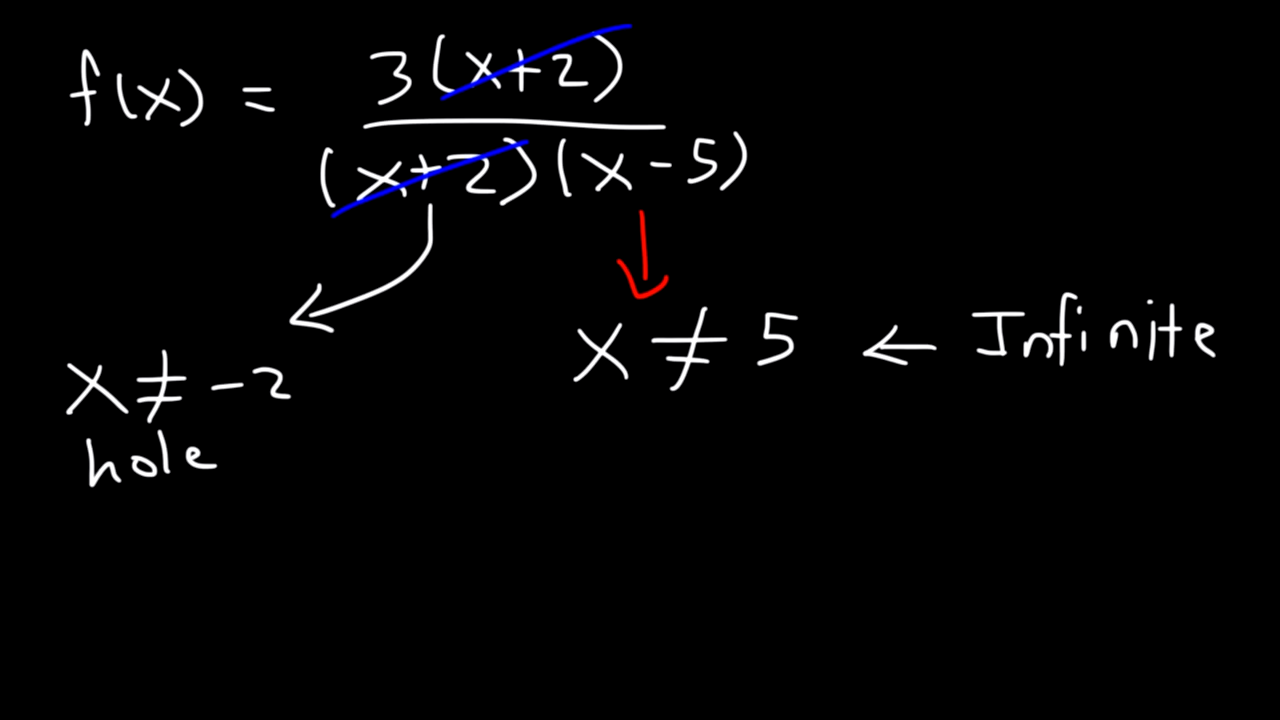 f(x) = 3(x+2)
(x+2)(x-5)
x ≠ 5 ← Infinite
x ≠ -2
hole